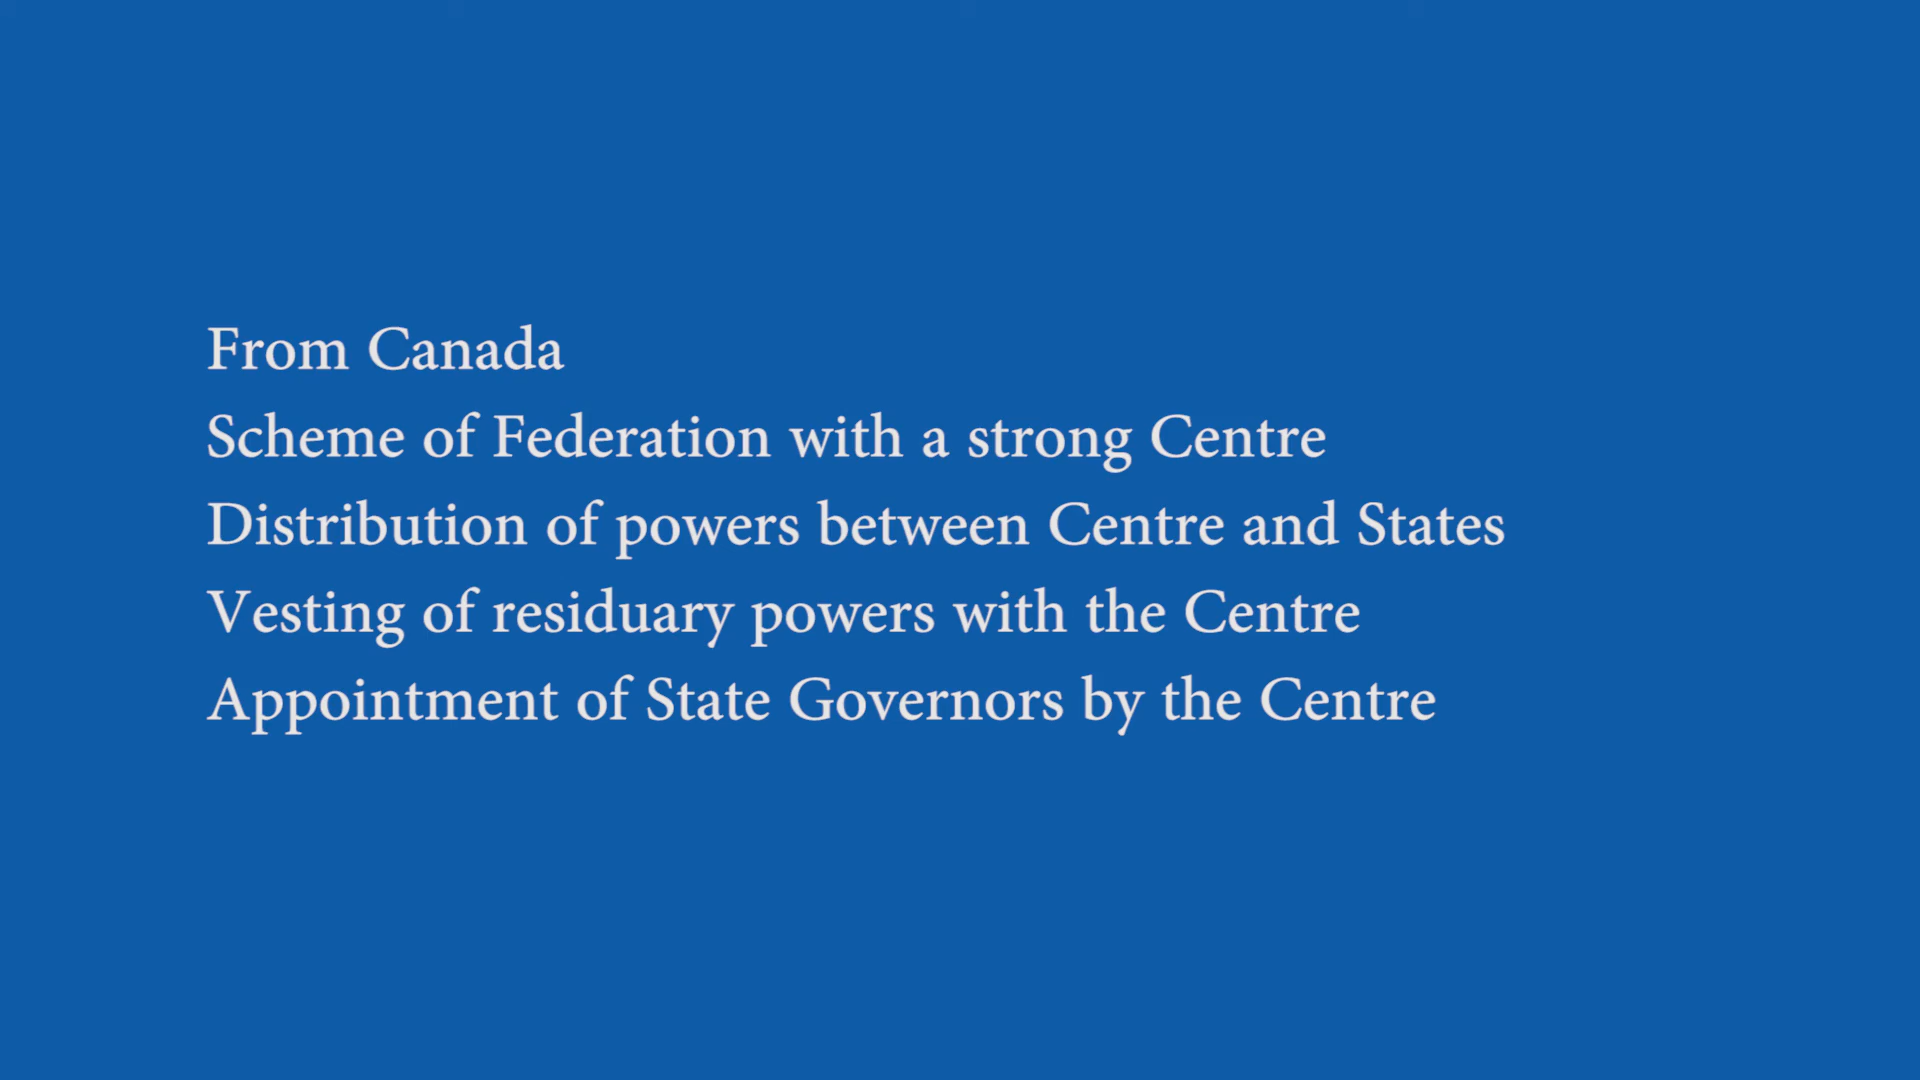 From Canada
Scheme of Federation with a strong Centre
Distribution of powers between Centre and States
Vesting of residuary powers with the Centre
Appointment of State Governors by the Centre